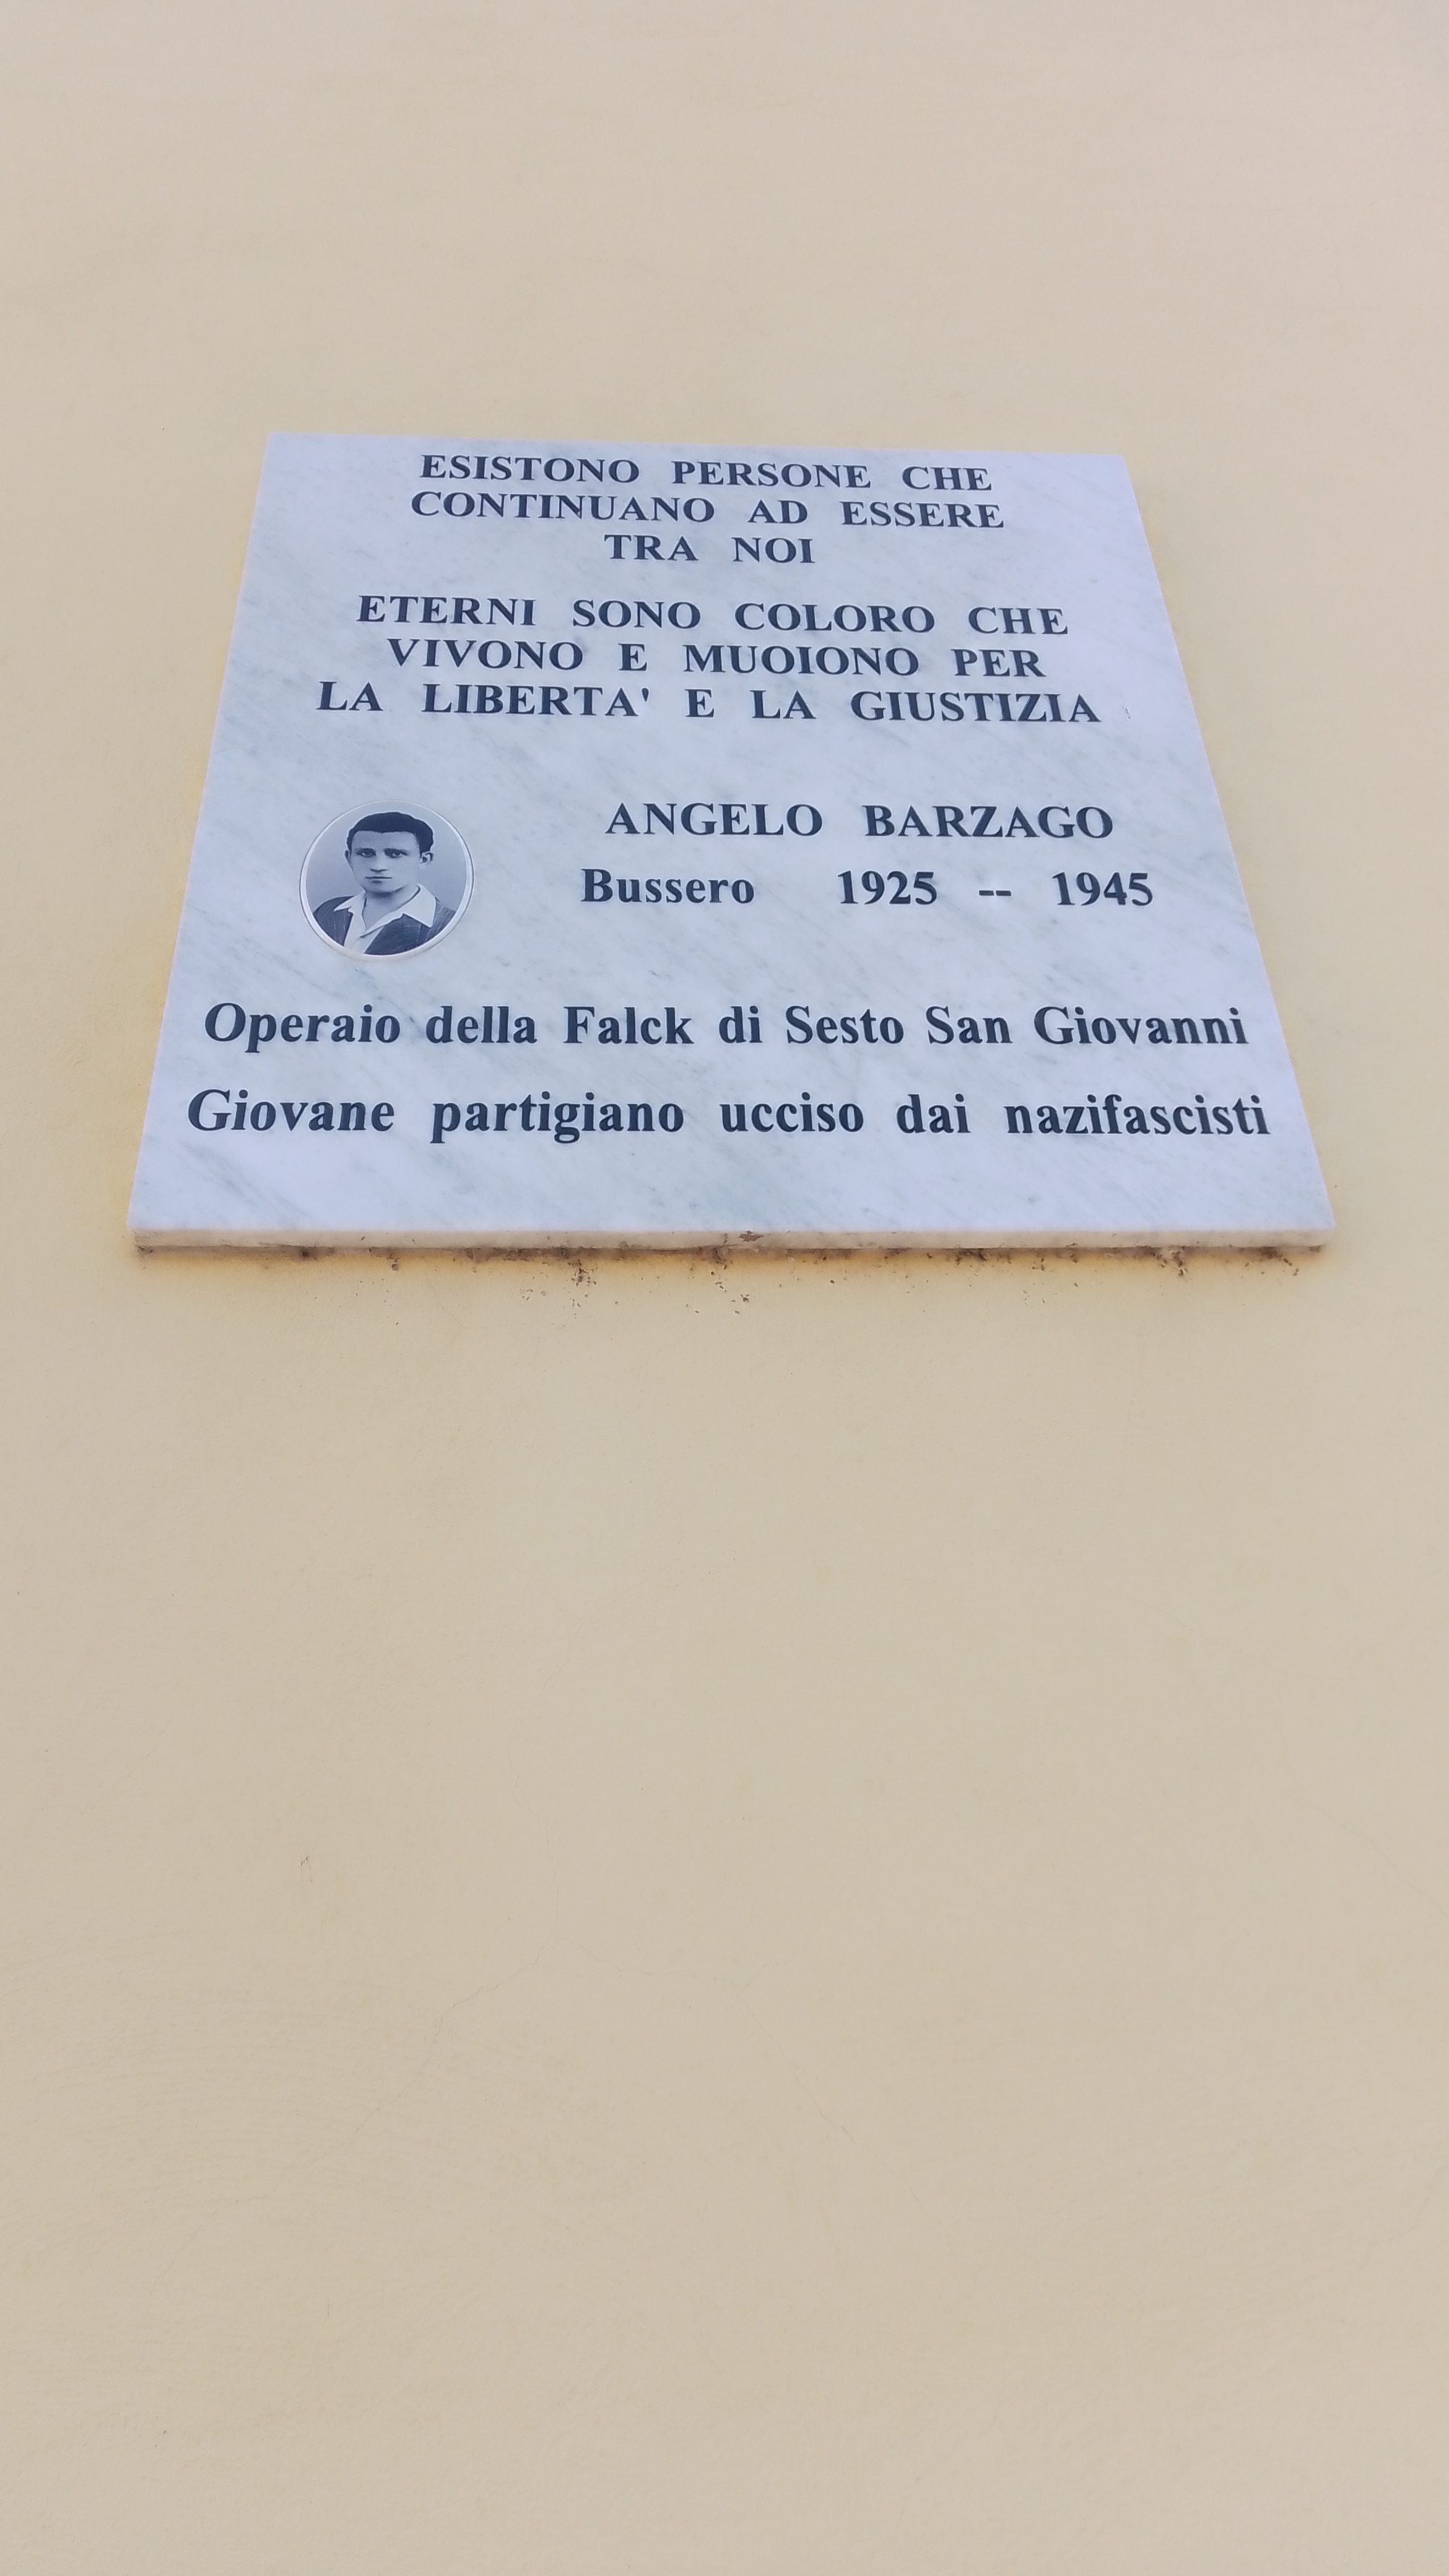 ESISTONO PERSONE CHE
CONTINUANO AD ESSERE
TRA NOI
ETERNI SONO COLORO CHE
VIVONO E MUOIONO PER
LA LIBERTA' E LA GIUSTIZIA
ANGELO BARZAGO
Bussero 1925 -- 1945
Operaio della Falck di Sesto San Giovanni
Giovane partigiano ucciso dai nazifascisti